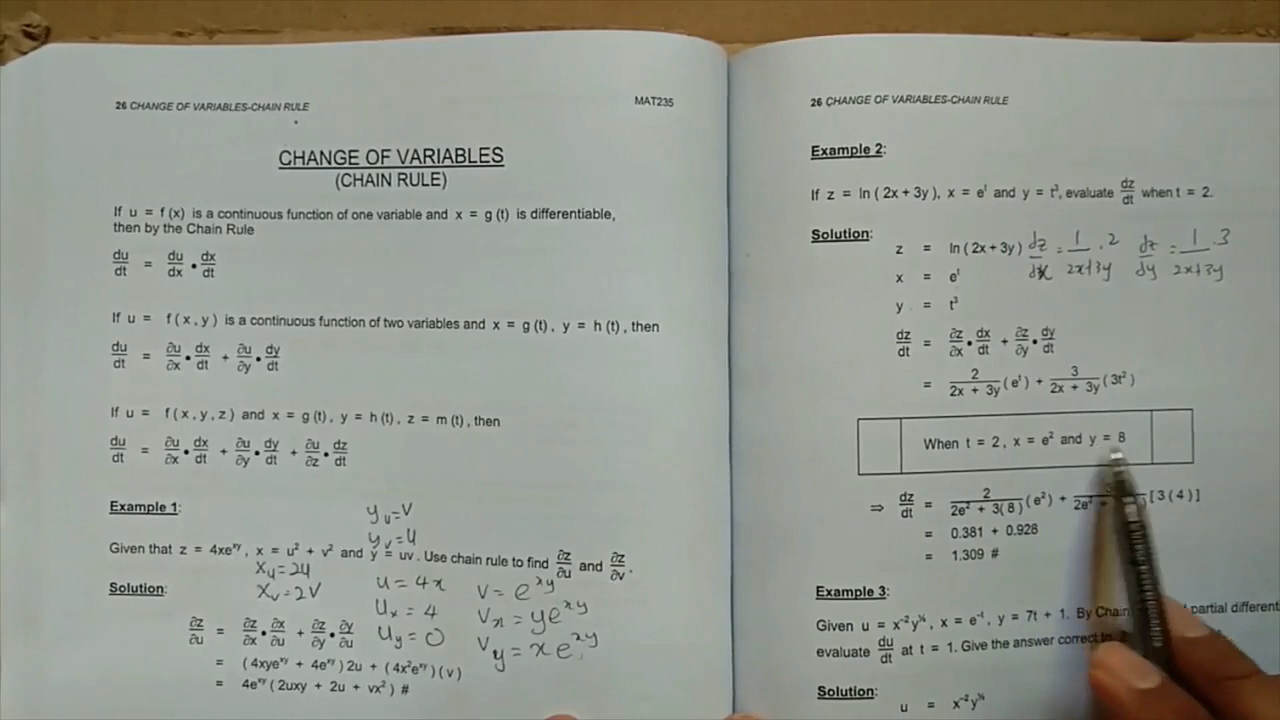 26 CHANGE OF VARIABLES-CHAIN RULE MAT235
CHANGE OF VARIABLES
(CHAIN RULE)
If u = f (x) is a continuous function of one variable and x = g (t) is differentiable,
then by the Chain Rule
du/dt = du/dx • dx/dt
If u = f ( x , y ) is a continuous function of two variables and x = g (t) , y = h (t) , then
du/dt = ∂u/∂x • dx/dt + ∂u/∂y • dy/dt
If u = f ( x , y , z ) and x = g (t) , y = h (t) , z = m (t) , then
du/dt = ∂u/∂x • dx/dt + ∂u/∂y • dy/dt + ∂u/∂z • dz/dt
Example 1:
y_u = v
y_v = u
Given that z = 4xe^xy , x = u² + v² and y = uv . Use chain rule to find ∂z/∂u and ∂z/∂v .
x_u = 2u
x_v = 2v
u = 4x
u_x = 4
u_y = 0
v = e^xy
v_x = ye^xy
v_y = xe^xy
Solution:
∂z/∂u = ∂z/∂x • ∂x/∂u + ∂z/∂y • ∂y/∂u
= (4xye^xy + 4e^xy ) 2u + (4x²e^xy ) ( v )
= 4e^xy ( 2uxy + 2u + vx² ) #
26 CHANGE OF VARIABLES-CHAIN RULE
Example 2:
If z = ln ( 2x + 3y ), x = e^t and y = t³, evaluate dz/dt when t = 2.
Solution:
z = ln ( 2x + 3y ) dz/dx = 1/2x+3y . 2 dz/dy = 1/2x+3y . 3
x = e^t
y = t³
dz/dt = ∂z/∂x • dx/dt + ∂z/∂y • dy/dt
= 2/2x + 3y ( e^t ) + 3/2x + 3y ( 3t² )
When t = 2 , x = e² and y = 8
⇒ dz/dt = 2/2e² + 3(8) (e²) + 3/2e² + [ 3 ( 4 ) ]
= 0.381 + 0.928
= 1.309 #
Example 3:
Given u = x⁻²y^¼ , x = e⁻ᵗ , y = 7t + 1. By Chain partial different
evaluate du/dt at t = 1. Give the answer correct to
Solution:
u = x⁻²y^¼